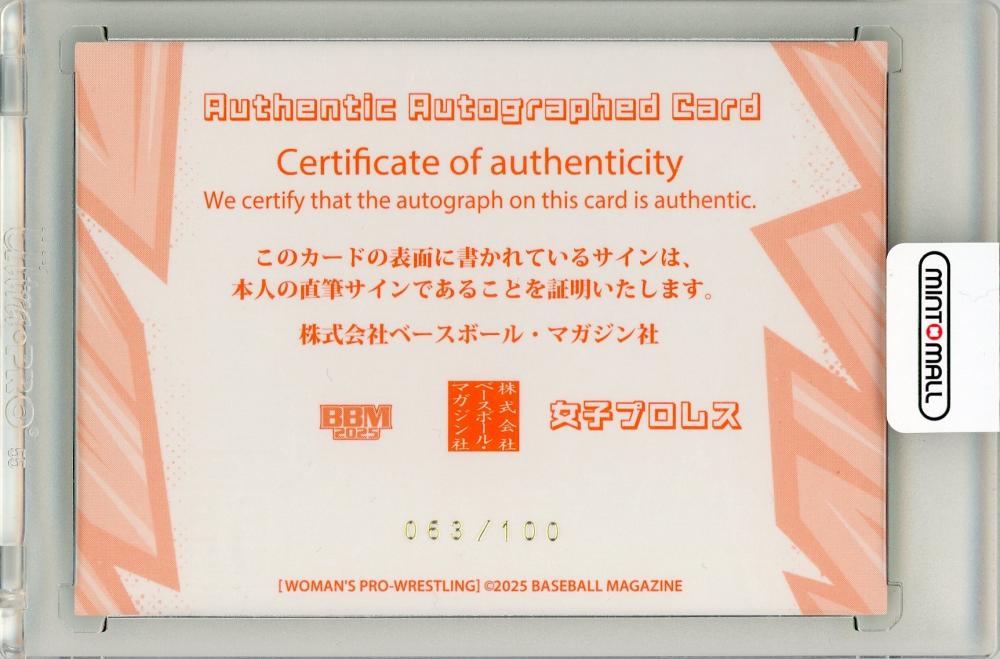 Authentic Autographed Card
Certificate of authenticity
We certify that the autograph on this card is authentic.
このカードの表面に書かれているサインは、
本人の直筆サインであることを証明いたします。
株式会社ベースボール・マガジン社
BBM
2025
株式会社
ベースボール・
マガジン社
女子プロレス
063/100
[WOMAN'S PRO-WRESTLING] ©2025 BASEBALL MAGAZINE
MINTOMALL